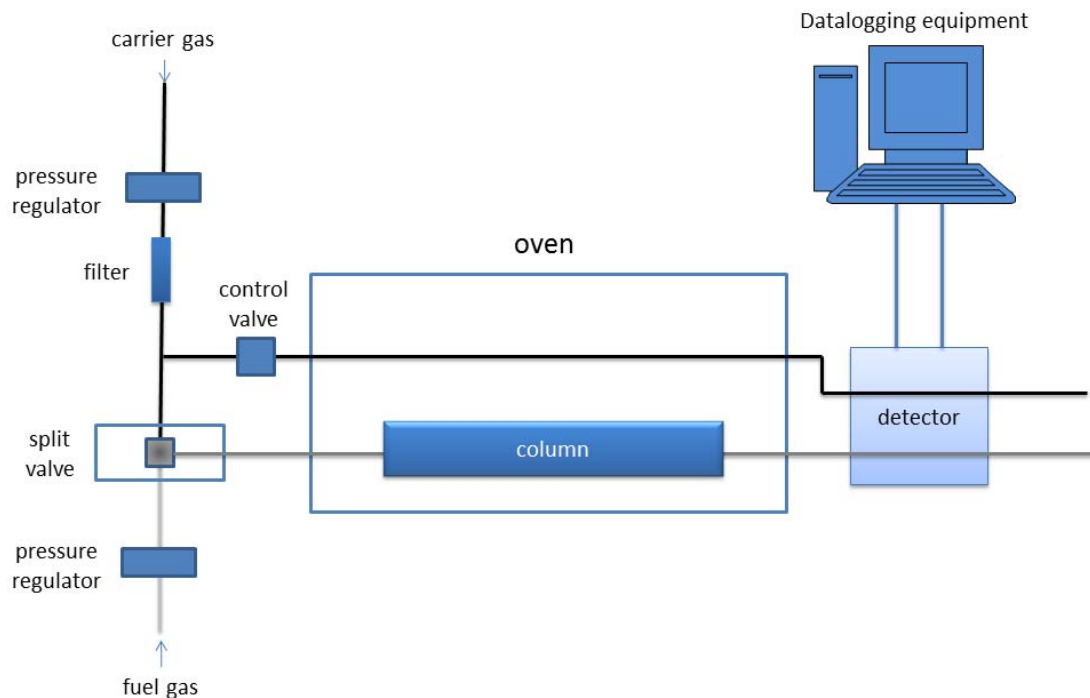 carrier gas
Datalogging equipment
pressure
regulator
oven
filter
control
valve
detector
split
valve
column
pressure
regulator
fuel gas